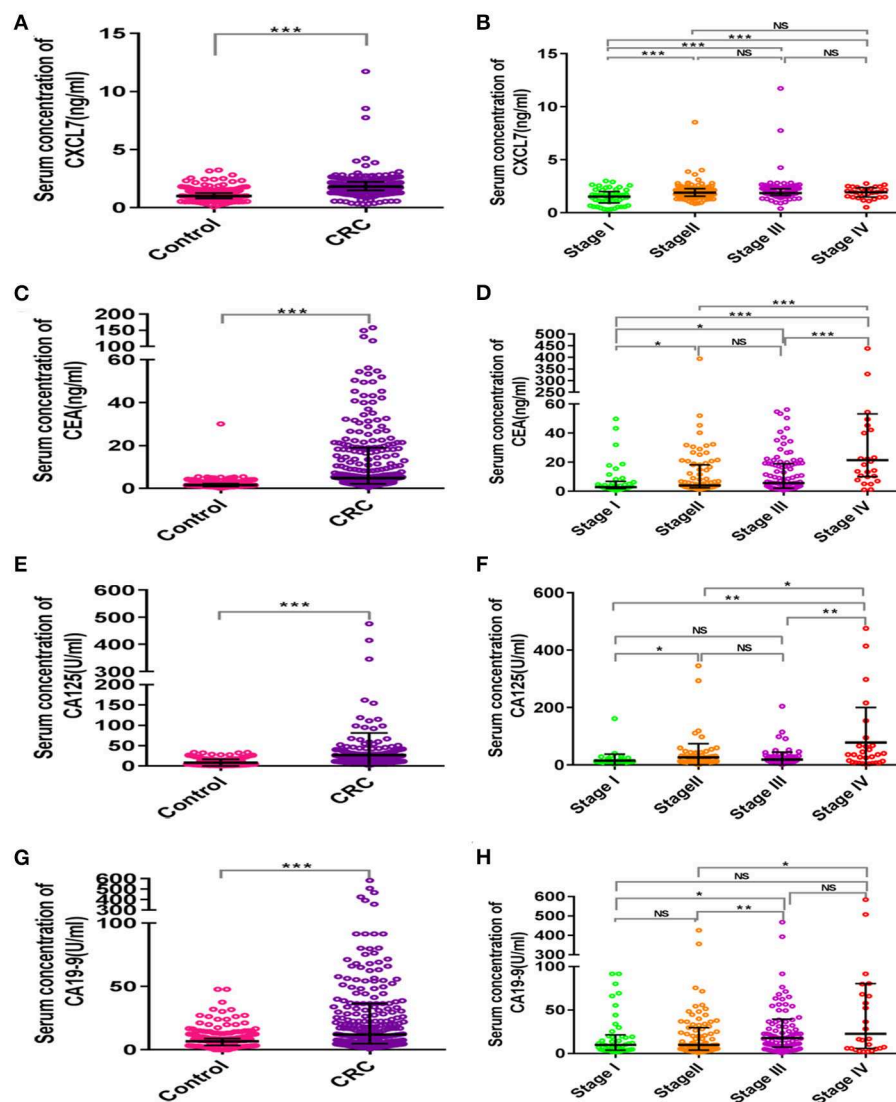 A
Serum concentration of
CXCL7(ng/ml)
15
10
5
0
***
Control
CRC
B
Serum concentration of
CXCL7(ng/ml)
15
10
5
0
NS
***
***
***
NS
NS
Stage I
StageII
Stage III
Stage IV
C
Serum concentration of
CEA(ng/ml)
200
150
100
60
40
20
0
***
Control
CRC
D
Serum concentration of
CEA(ng/ml)
500
450
400
350
300
250
60
40
20
0
***
***
*
*
NS
***
Stage I
StageII
Stage III
Stage IV
E
Serum concentration of
CA125(U/ml)
600
500
400
300
200
150
100
50
0
***
Control
CRC
F
Serum concentration of
CA125(U/ml)
600
400
200
0
*
**
NS
**
*
NS
Stage I
StageII
Stage III
Stage IV
G
Serum concentration of
CA19-9(U/ml)
600
500
400
300
100
50
0
***
Control
CRC
H
Serum concentration of
CA19-9(U/ml)
600
500
400
300
100
50
0
*
NS
*
NS
NS
**
Stage I
StageII
Stage III
Stage IV